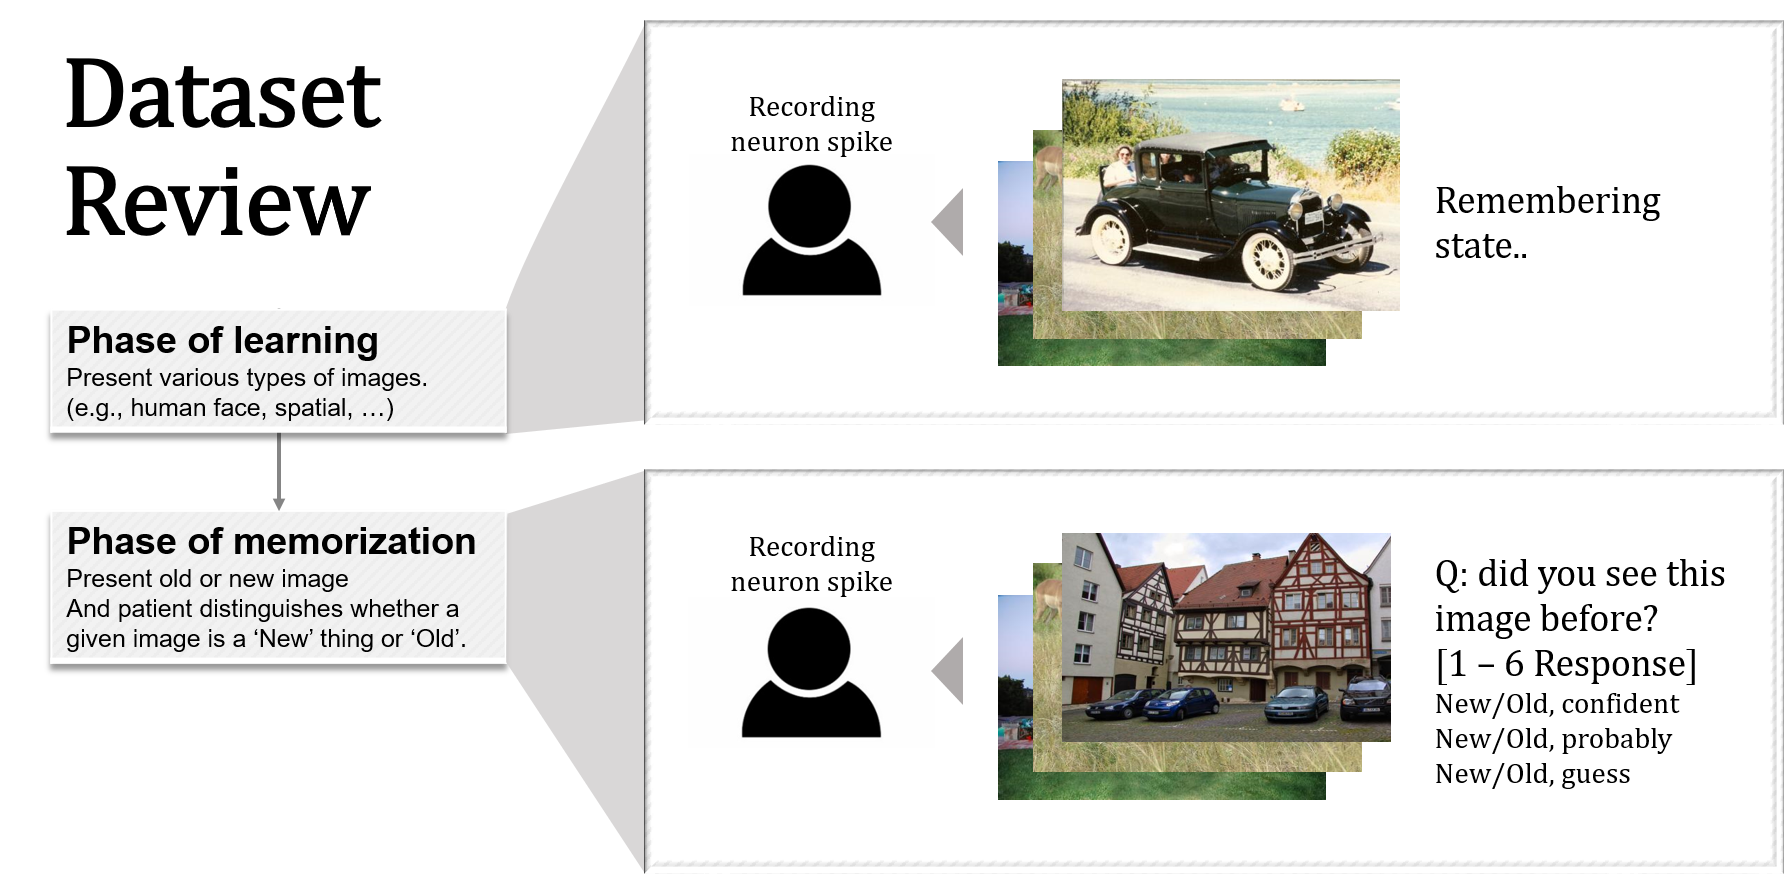 Dataset
Review
Phase of learning
Present various types of images.
(e.g., human face, spatial, …)
Phase of memorization
Present old or new image
And patient distinguishes whether a
given image is a ‘New’ thing or ‘Old’.
Recording
neuron spike
Remembering
state..
Recording
neuron spike
Q: did you see this
image before?
[1 – 6 Response]
New/Old, confident
New/Old, probably
New/Old, guess